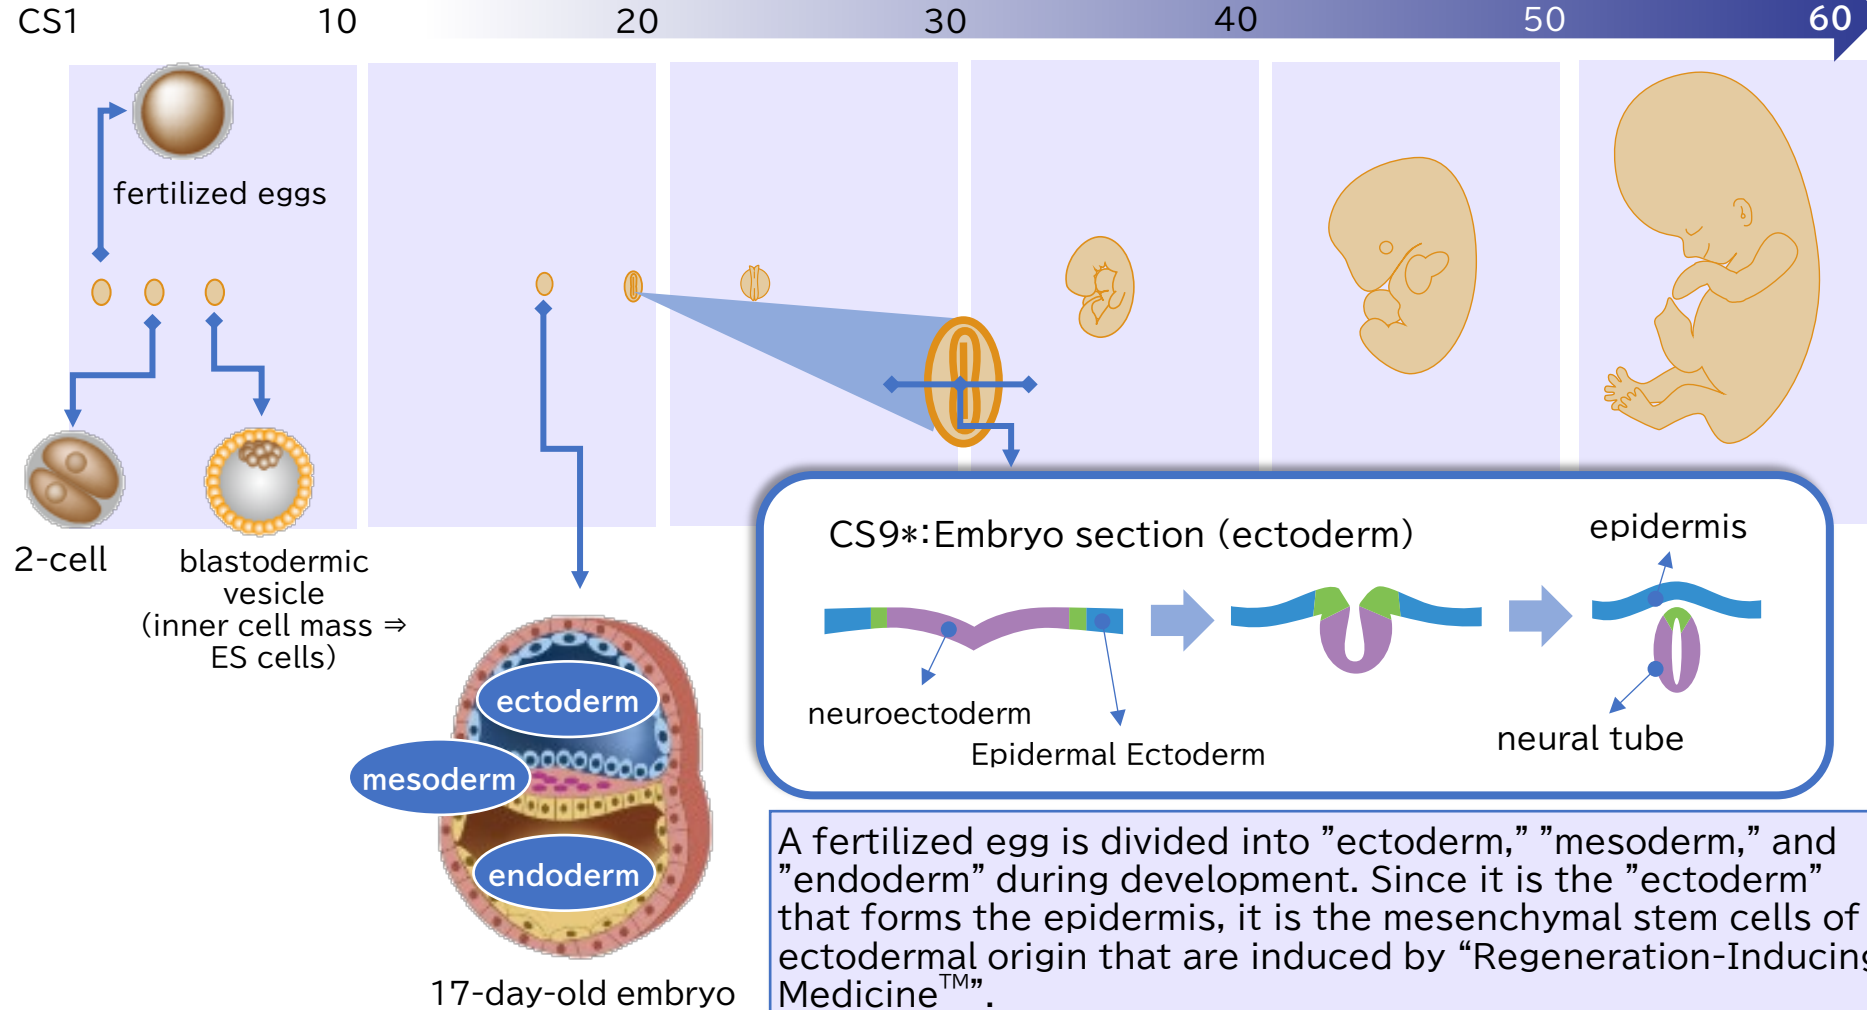 CS1 10 20 30 40 50 60
fertilized eggs
2-cell
blastodermic
vesicle
(inner cell mass ⇒
ES cells)
ectoderm
mesoderm
endoderm
17-day-old embryo
CS9*:Embryo section (ectoderm)
epidermis
neuroectoderm
Epidermal Ectoderm
neural tube
A fertilized egg is divided into ”ectoderm,” ”mesoderm,” and
”endoderm” during development. Since it is the ”ectoderm”
that forms the epidermis, it is the mesenchymal stem cells of
ectodermal origin that are induced by “Regeneration-Inducing
Medicine™”.